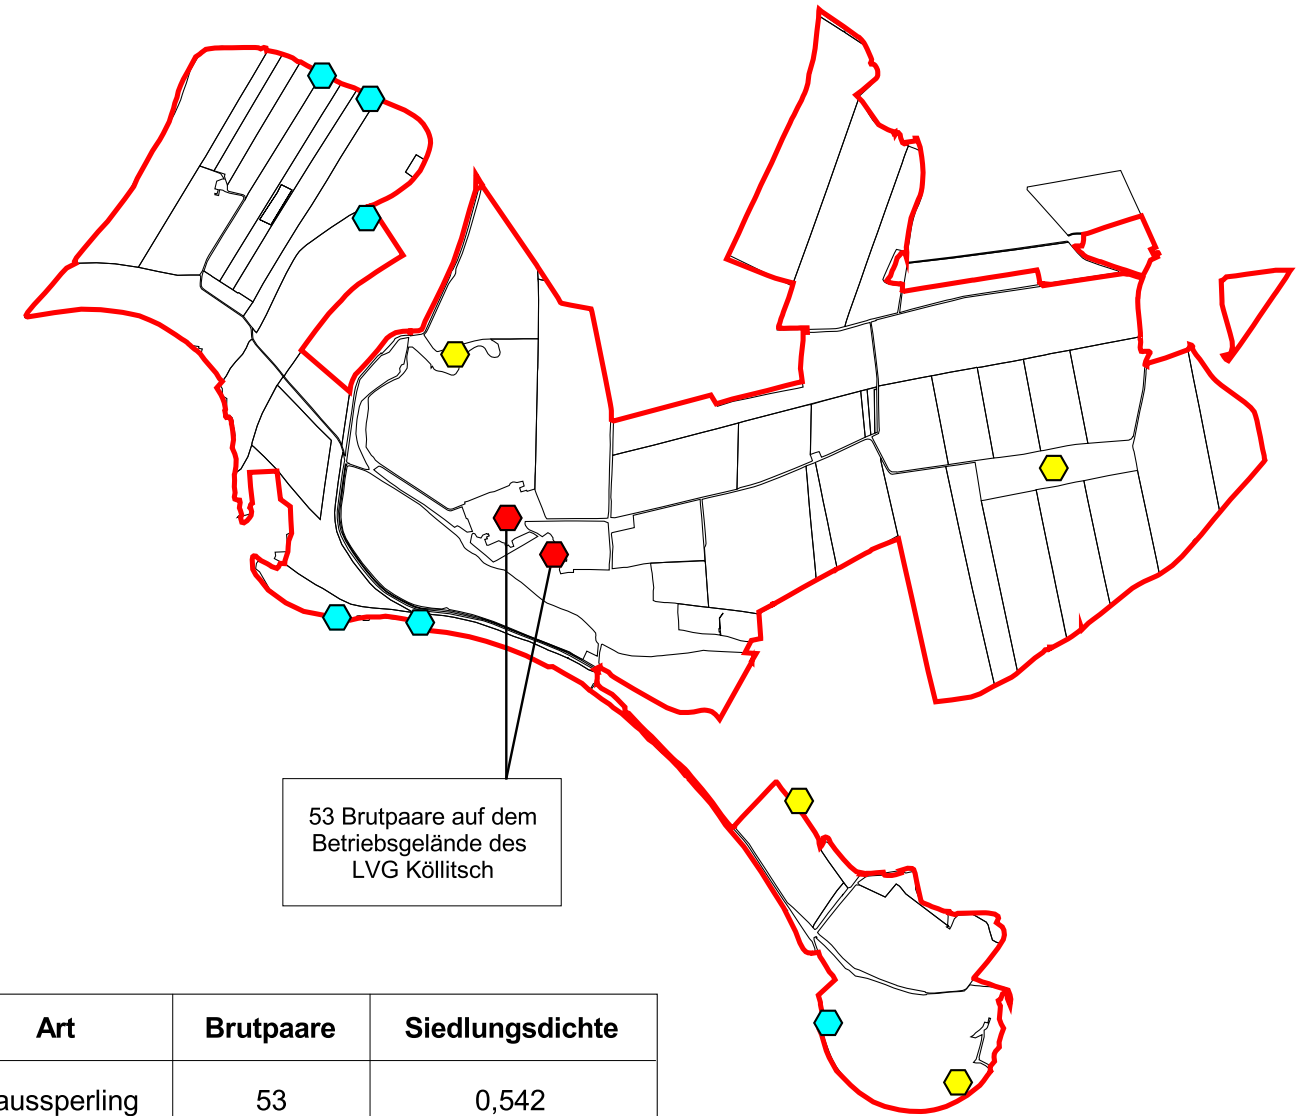 53 Brutpaare auf dem
Betriebsgelände des
LVG Köllitsch
Art Brutpaare Siedlungsdichte
aussperling 53 0,542